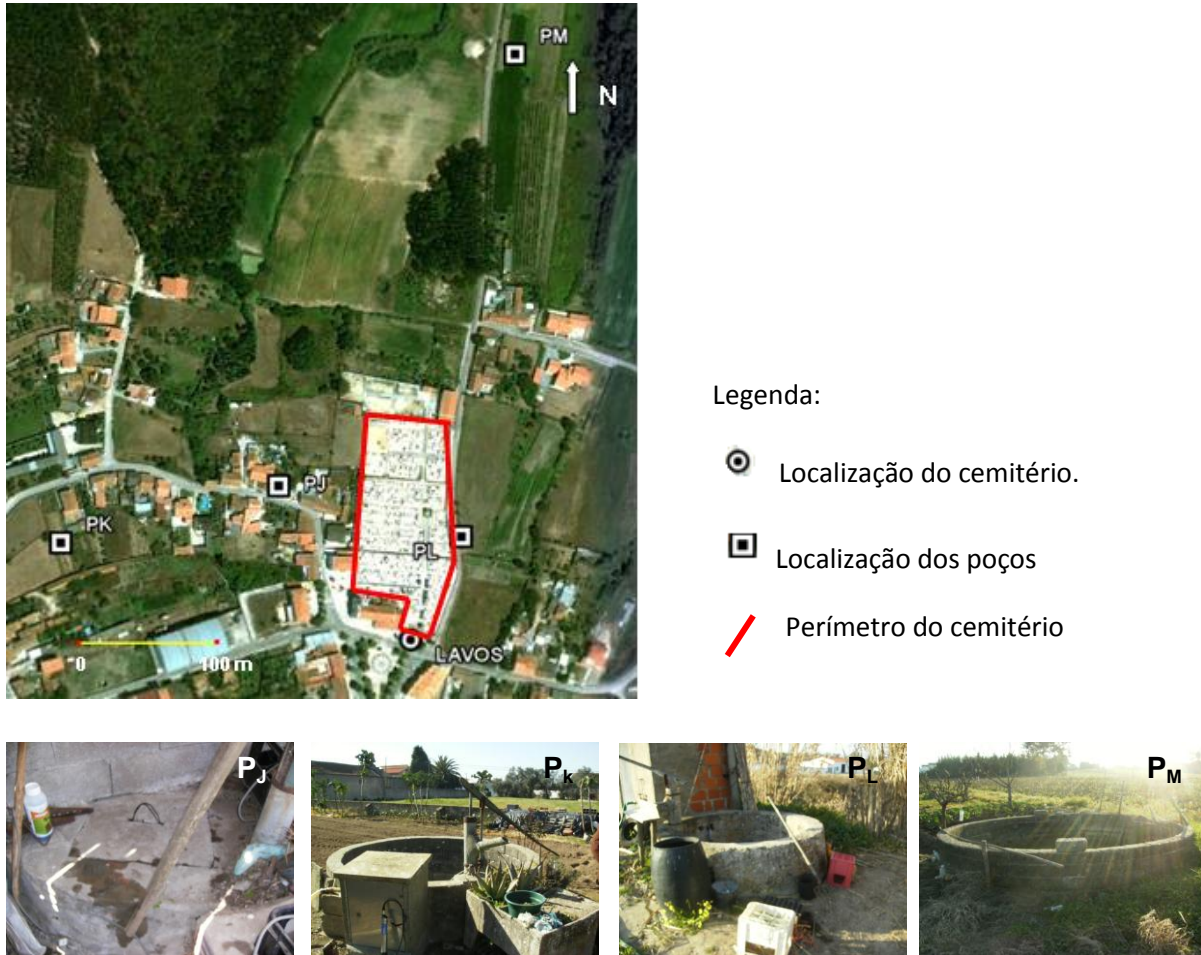 PM
N
PJ
PK
PL
0
100 m
LAVOS
Legenda:
Localização do cemitério.
Localização dos poços
Perímetro do cemitério
PJ
Pk
PL
PM